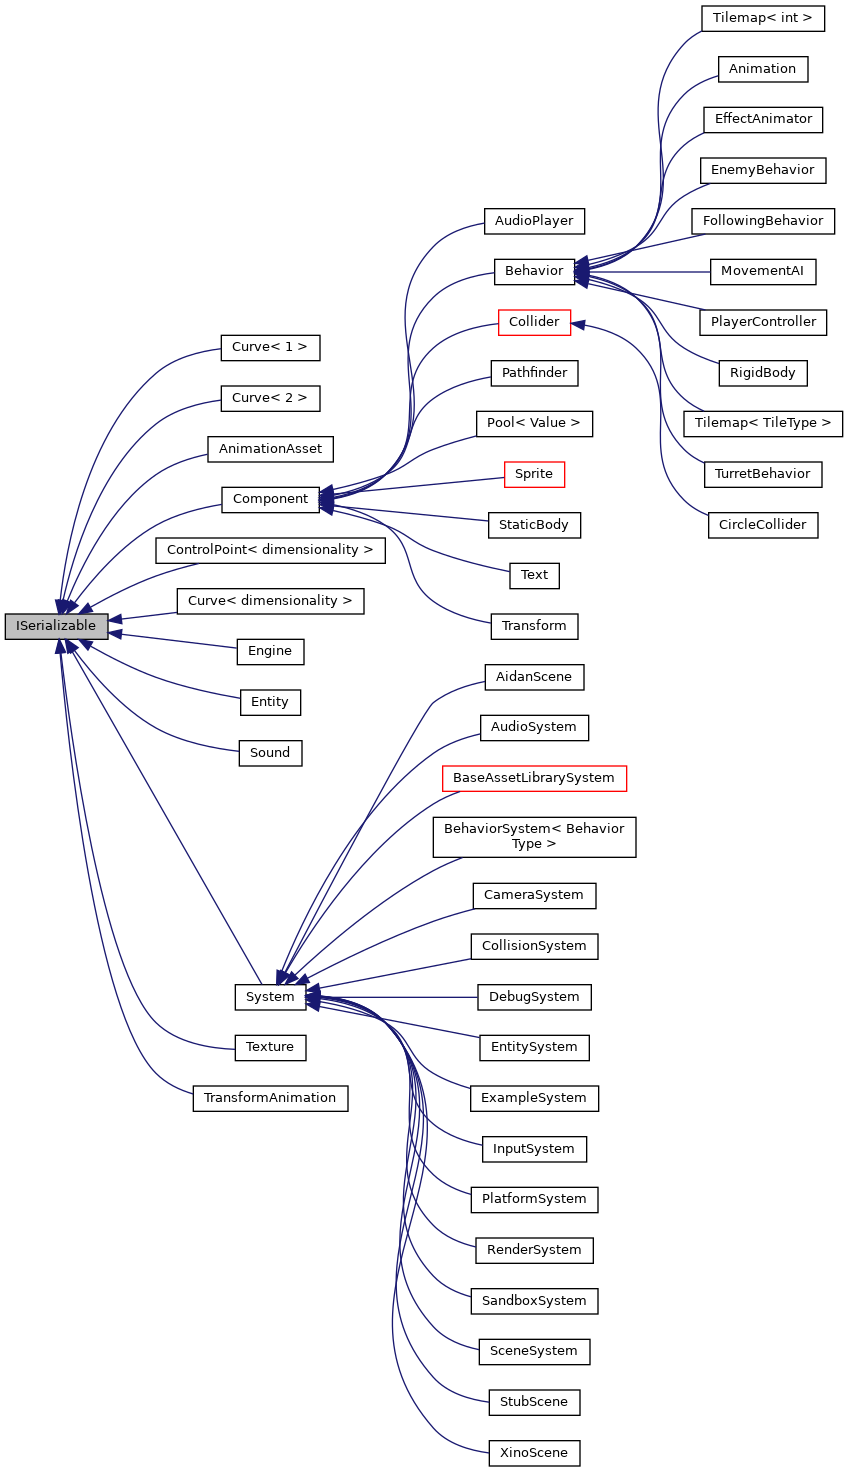 Tilemap< int >
Animation
EffectAnimator
EnemyBehavior
AudioPlayer
FollowingBehavior
Behavior
MovementAI
Collider
PlayerController
Curve< 1 >
Pathfinder
RigidBody
Curve< 2 >
Pool< Value >
Tilemap< TileType >
AnimationAsset
Sprite
TurretBehavior
Component
StaticBody
CircleCollider
ControlPoint< dimensionality >
Text
Curve< dimensionality >
ISerializable
Transform
Engine
AidanScene
Entity
AudioSystem
Sound
BaseAssetLibrarySystem
BehaviorSystem< Behavior
Type >
CameraSystem
CollisionSystem
System
DebugSystem
Texture
EntitySystem
TransformAnimation
ExampleSystem
InputSystem
PlatformSystem
RenderSystem
SandboxSystem
SceneSystem
StubScene
XinoScene